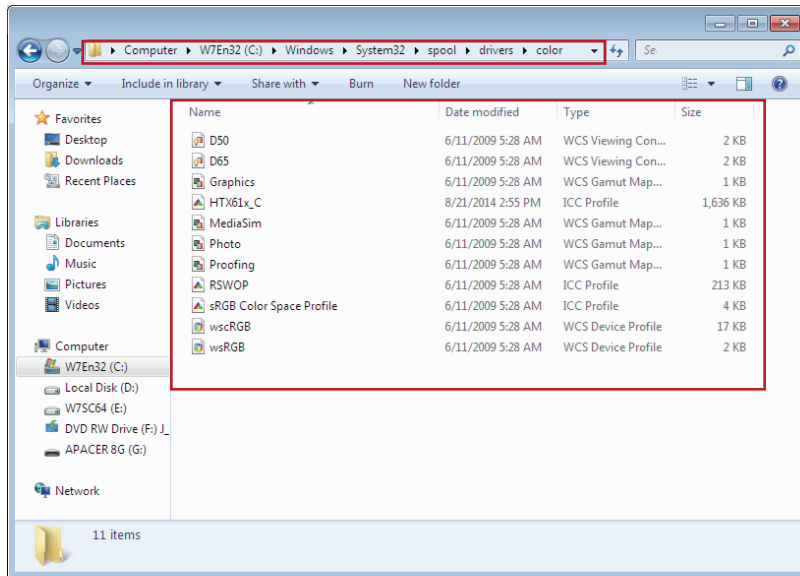 Computer W7En32 (C:) Windows System32 spool drivers color Se
Organize Include in library Share with Burn New folder
Favorites
Desktop
Downloads
Recent Places
Libraries
Documents
Music
Pictures
Videos
Computer
W7En32 (C:)
Local Disk (D:)
W7SC64 (E:)
DVD RW Drive (F:) J_
APACER 8G (G:)
Network
Name Date modified Type Size
D50 6/11/2009 5:28 AM WCS Viewing Con... 2 KB
D65 6/11/2009 5:28 AM WCS Viewing Con... 2 KB
Graphics 6/11/2009 5:28 AM WCS Gamut Map... 1 KB
HTX61x_C 8/21/2014 2:55 PM ICC Profile 1,636 KB
MediaSim 6/11/2009 5:28 AM WCS Gamut Map... 1 KB
Photo 6/11/2009 5:28 AM WCS Gamut Map... 1 KB
Proofing 6/11/2009 5:28 AM WCS Gamut Map... 1 KB
RSWOP 6/11/2009 5:28 AM ICC Profile 213 KB
sRGB Color Space Profile 6/11/2009 5:28 AM ICC Profile 4 KB
wscRGB 6/11/2009 5:28 AM WCS Device Profile 17 KB
wsRGB 6/11/2009 5:28 AM WCS Device Profile 2 KB
11 items